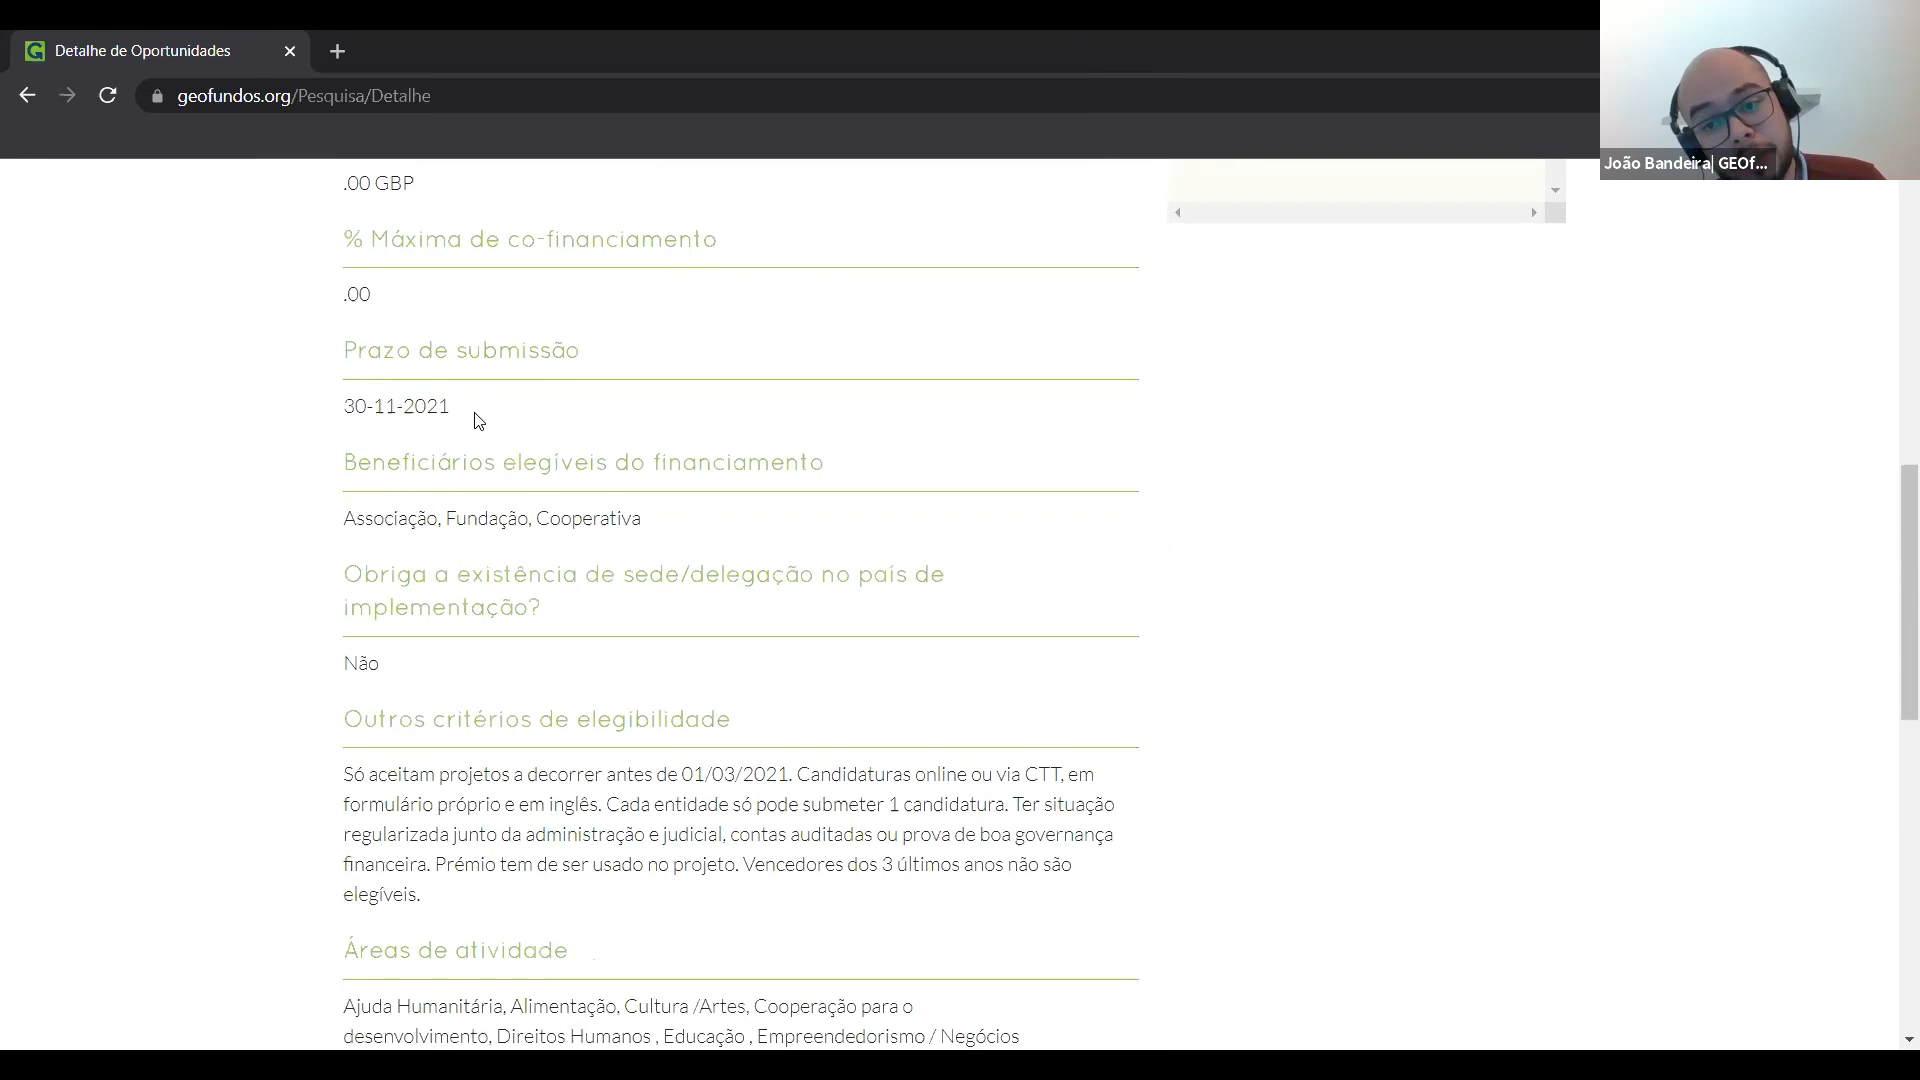 Detalhe de Oportunidades
geofundos.org/Pesquisa/Detalhe
João Bandeira| GEOf...
.00 GBP
% Máxima de co-financiamento
.00
Prazo de submissão
30-11-2021
Beneficiários elegíveis do financiamento
Associação, Fundação, Cooperativa
Obriga a existência de sede/delegação no país de
implementação?
Não
Outros critérios de elegibilidade
Só aceitam projetos a decorrer antes de 01/03/2021. Candidaturas online ou via CTT, em
formulário próprio e em inglês. Cada entidade só pode submeter 1 candidatura. Ter situação
regularizada junto da administração e judicial, contas auditadas ou prova de boa governança
financeira. Prémio tem de ser usado no projeto. Vencedores dos 3 últimos anos não são
elegíveis.
Áreas de atividade
Ajuda Humanitária, Alimentação, Cultura /Artes, Cooperação para o
desenvolvimento, Direitos Humanos , Educação , Empreendedorismo / Negócios